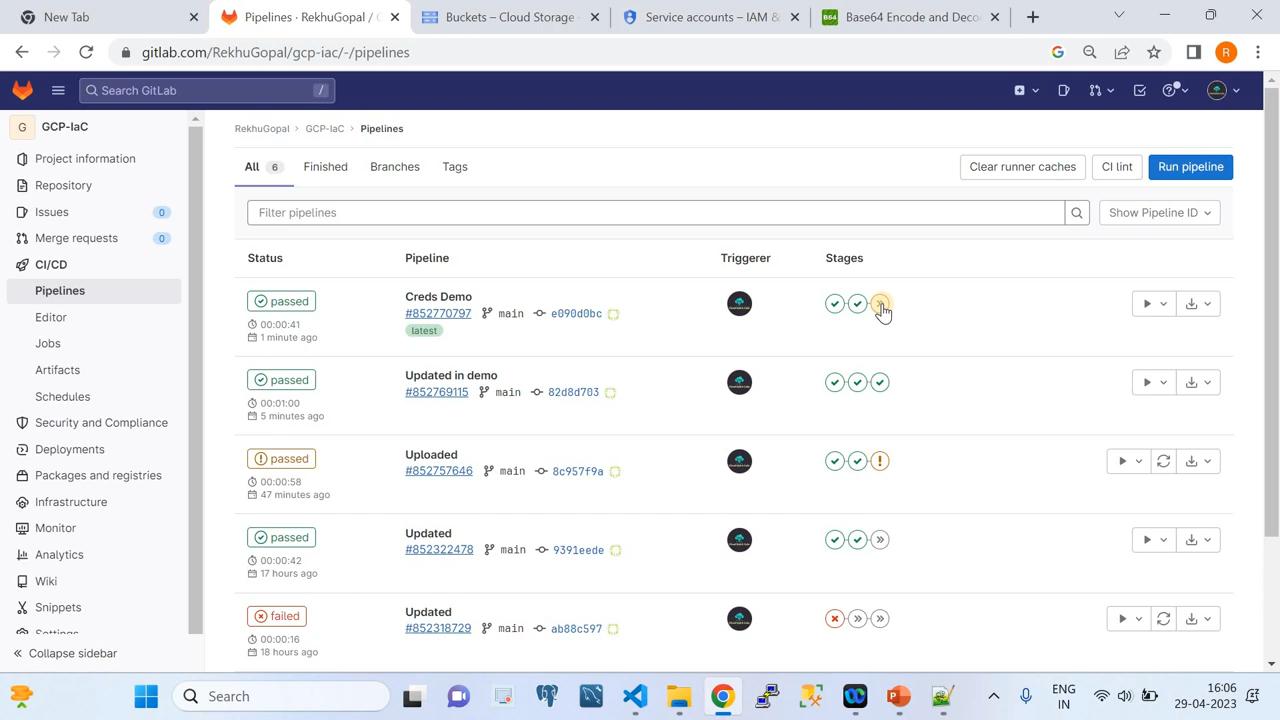 New Tab
Pipelines · RekhuGopal / G
Buckets – Cloud Storage -
Service accounts – IAM &
B64 Base64 Encode and Deco
gitlab.com/RekhuGopal/gcp-iac/-/pipelines
R
Search GitLab
/
G GCP-IaC
Project information
Repository
Issues 0
Merge requests 0
CI/CD
Pipelines
Editor
Jobs
Artifacts
Schedules
Security and Compliance
Deployments
Packages and registries
Infrastructure
Monitor
Analytics
Wiki
Snippets
Settings
Collapse sidebar
RekhuGopal › GCP-IaC › Pipelines
All 6 Finished Branches Tags
Clear runner caches CI lint Run pipeline
Filter pipelines
Show Pipeline ID
Status Pipeline Triggerer Stages
passed
00:00:41
1 minute ago
Creds Demo
#852770797 main e090d0bc
latest
passed
00:01:00
5 minutes ago
Updated in demo
#852769115 main 82d8d703
passed
00:00:58
47 minutes ago
Uploaded
#852757646 main 8c957f9a
passed
00:00:42
17 hours ago
Updated
#852322478 main 9391eede
failed
00:00:16
18 hours ago
Updated
#852318729 main ab88c597
Search
ENG
IN
16:06
29-04-2023